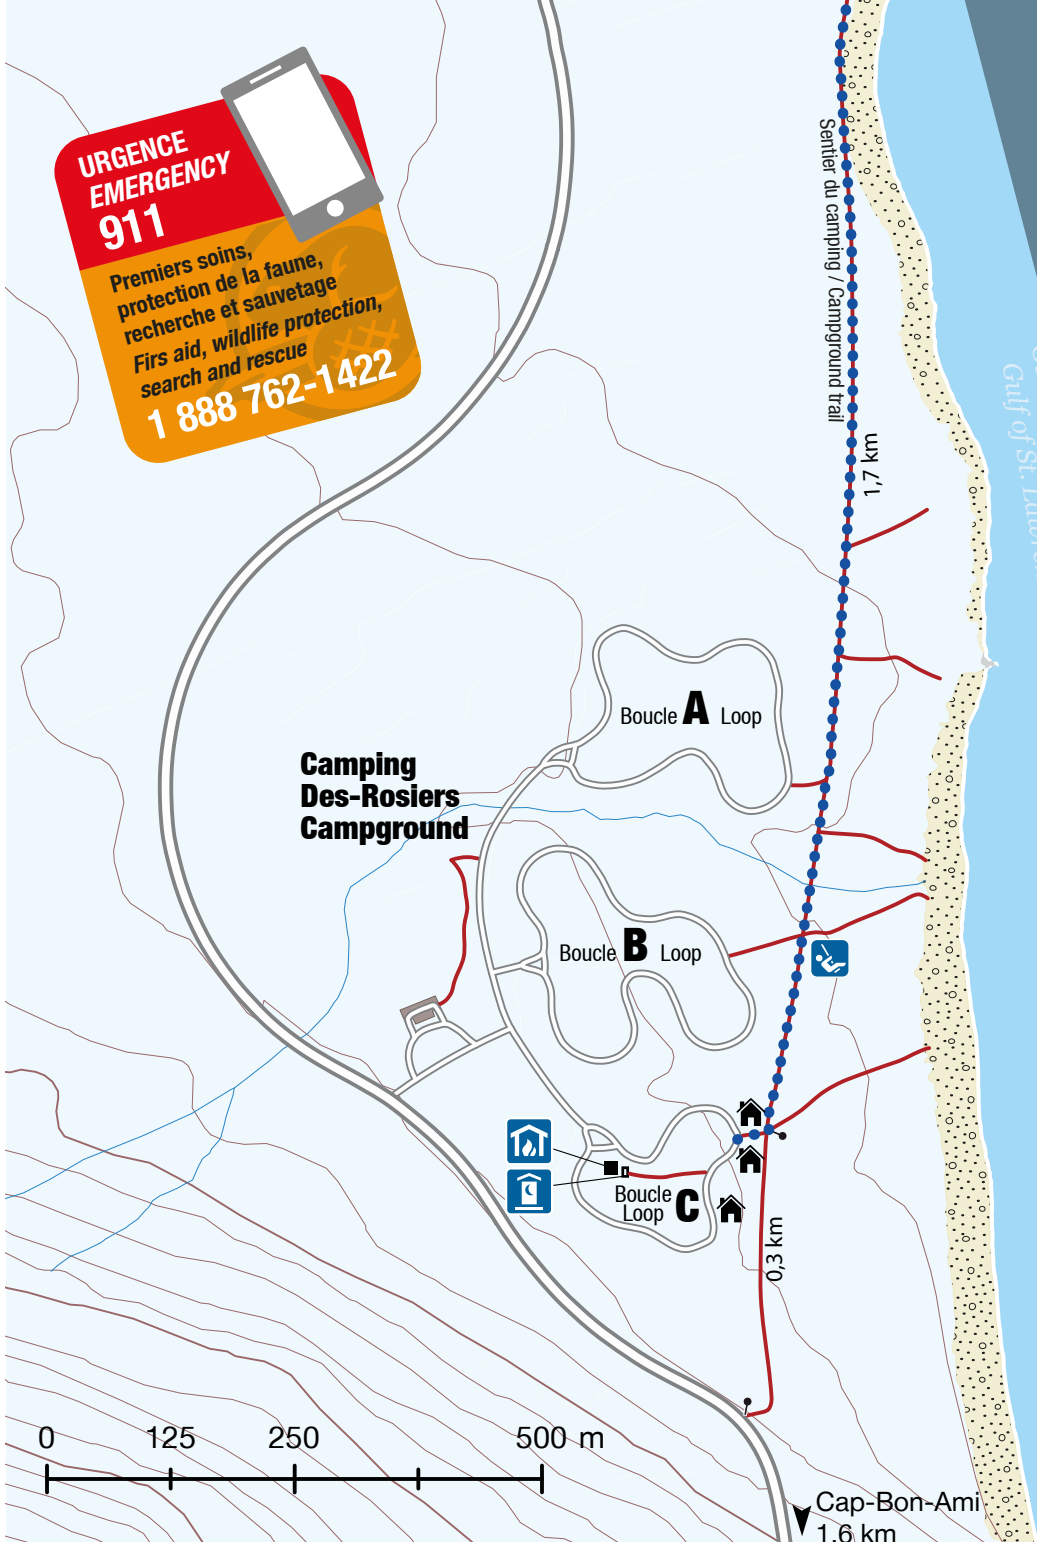 URGENCE
EMERGENCY
911
Premiers soins,
protection de la faune,
recherche et sauvetage
Firs aid, wildlife protection,
search and rescue
1 888 762-1422
Sentier du camping / Campground trail
1,7 km
Gulf of St.
Boucle A Loop
Camping
Des-Rosiers
Campground
Boucle B Loop
Boucle
Loop C
0,3 km
0 125 250 500 m
Cap-Bon-Ami
1,6 km